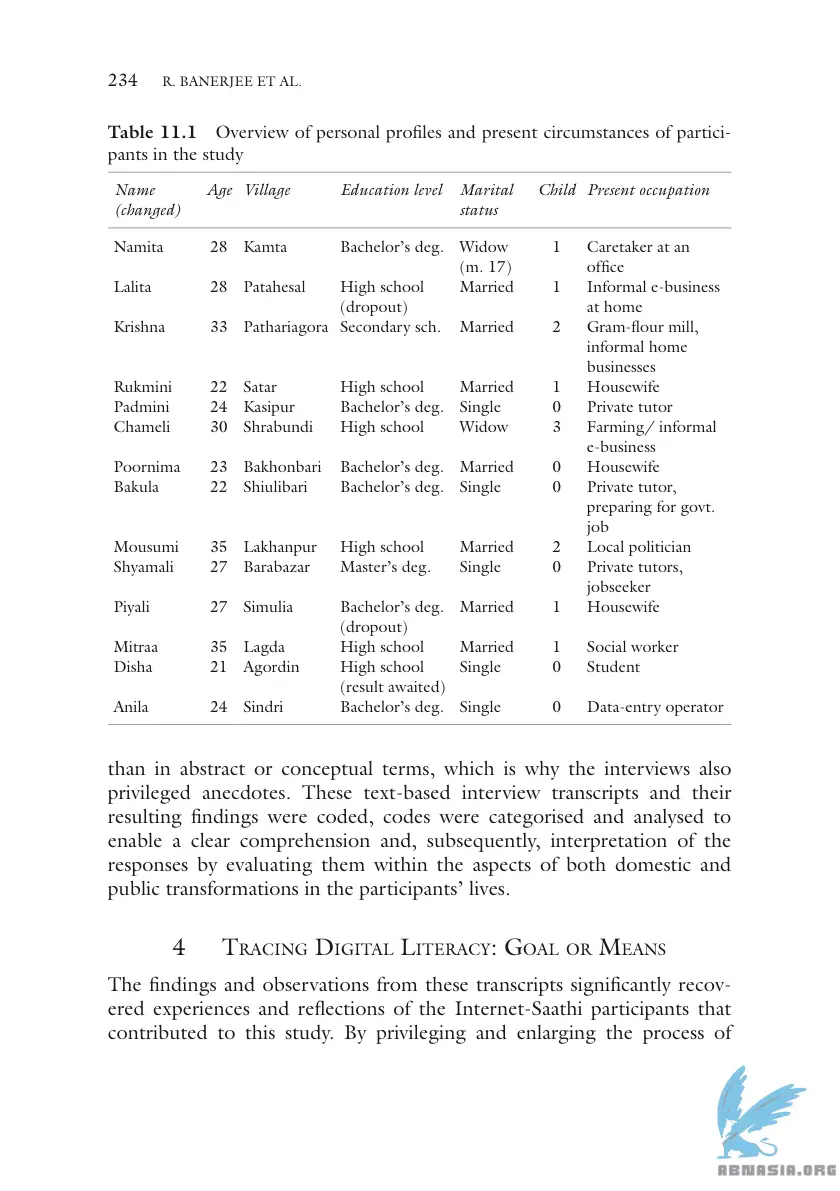 234 R. BANERJEE ET AL.
Table 11.1 Overview of personal profiles and present circumstances of partici-
pants in the study
Name Age Village Education level Marital Child Present occupation
(changed) status
Namita 28 Kamta Bachelor's deg. Widow 1 Caretaker at an
(m. 17) office
Lalita 28 Patahesal High school Married 1 Informal e-business
(dropout) at home
Krishna 33 Pathariagora Secondary sch. Married 2 Gram-flour mill,
informal home
businesses
Rukmini 22 Satar High school Married 1 Housewife
Padmini 24 Kasipur Bachelor's deg. Single 0 Private tutor
Chameli 30 Shrabundi High school Widow 3 Farming/ informal
e-business
Poornima 23 Bakhonbari Bachelor's deg. Married 0 Housewife
Bakula 22 Shiulibari Bachelor's deg. Single 0 Private tutor,
preparing for govt.
job
Mousumi 35 Lakhanpur High school Married 2 Local politician
Shyamali 27 Barabazar Master's deg. Single 0 Private tutors,
jobseeker
Piyali 27 Simulia Bachelor's deg. Married 1 Housewife
(dropout)
Mitraa 35 Lagda High school Married 1 Social worker
Disha 21 Agordin High school Single 0 Student
(result awaited)
Anila 24 Sindri Bachelor's deg. Single 0 Data-entry operator
than in abstract or conceptual terms, which is why the interviews also
privileged anecdotes. These text-based interview transcripts and their
resulting findings were coded, codes were categorised and analysed to
enable a clear comprehension and, subsequently, interpretation of the
responses by evaluating them within the aspects of both domestic and
public transformations in the participants' lives.
4 Tracing Digital Literacy: Goal or Means
The findings and observations from these transcripts significantly recov-
ered experiences and reflections of the Internet-Saathi participants that
contributed to this study. By privileging and enlarging the process of
ABNASIA.ORG